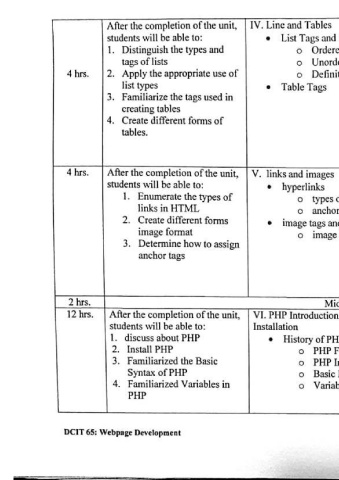 After the completion of the unit,
students will be able to:
1. Distinguish the types and
tags of lists
2. Apply the appropriate use of
list types
3. Familiarize the tags used in
creating tables
4. Create different forms of
tables.
4 hrs.
IV. Line and Tables
• List Tags and
o
o
o
• Table Tags
4 hrs.
After the completion of the unit,
students will be able to:
1. Enumerate the types of
links in HTML
2. Create different forms
image format
3. Determine how to assign
anchor tags
V. links and images
• hyperlinks
o types
o anchor
• image tags
o image
2 hrs.
12 hrs.
After the completion of the unit,
students will be able to:
1. discuss about PHP
2. Install PHP
3. Familiarized the Basic
Syntax of PHP
4. Familiarized Variables in
PHP
VI. PHP Introduction
Installation
• History of
o PHP
o PHP
o Basic
o
DCIT 65: Webpage Development